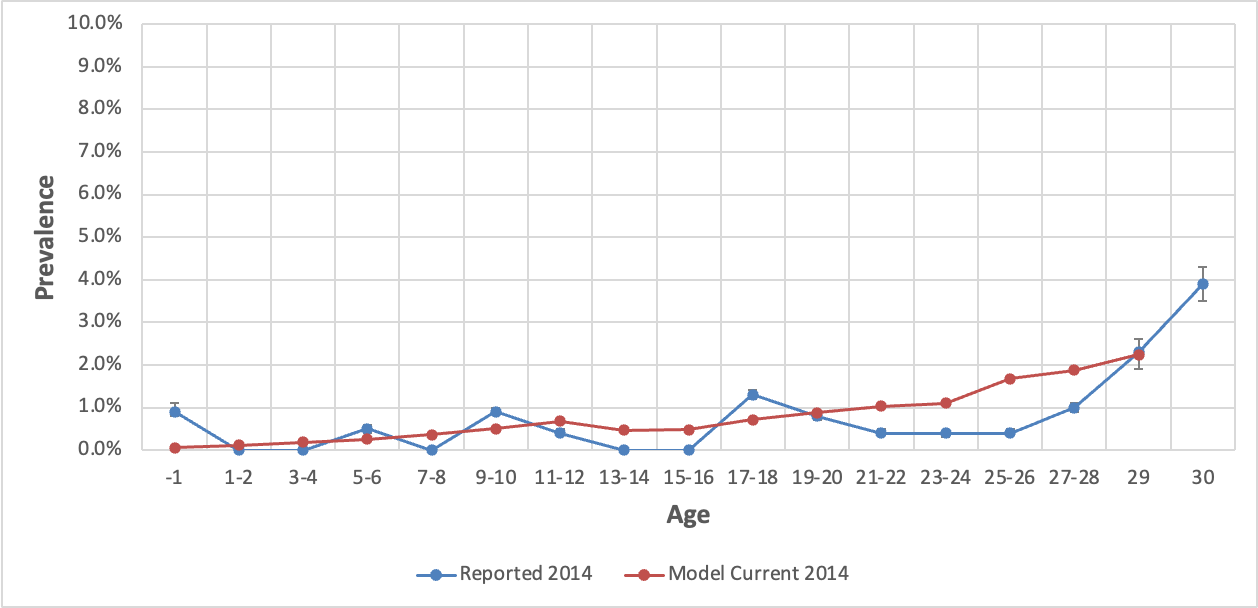 10.0%
9.0%
8.0%
7.0%
6.0%
5.0%
4.0%
3.0%
2.0%
1.0%
0.0%
Prevalence
-1 1-2 3-4 5-6 7-8 9-10 11-12 13-14 15-16 17-18 19-20 21-22 23-24 25-26 27-28 29 30
Age
Reported 2014 Model Current 2014